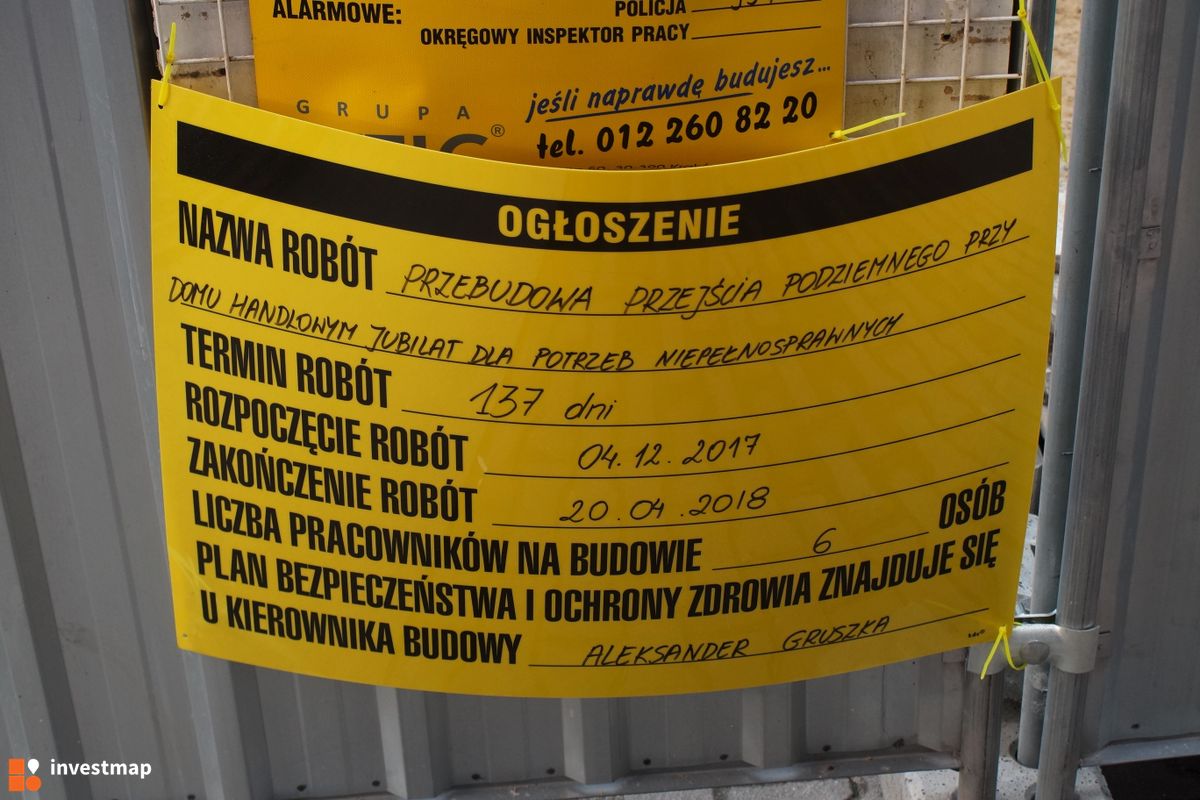 ALARMOWE:
POLICJA
OKRĘGOWY INSPEKTOR PRACY
jeśli naprawdę budujesz...
GRUPA
tel. 012 260 82 20
OGŁOSZENIE
NAZWA ROBÓT PRZEBUDOWA PRZEJŚCIA PODZIEMNEGO PRZY
DOMU HANDLOWYM JUBILAT DLA POTRZEB NIEPEŁNOSPRAWNYCH
TERMIN ROBÓT 137 dni
ROZPOCZĘCIE ROBÓT 04.12.2017
ZAKOŃCZENIE ROBÓT 20.04.2018
LICZBA PRACOWNIKÓW NA BUDOWIE 6 OSÓB
PLAN BEZPIECZEŃSTWA I OCHRONY ZDROWIA ZNAJDUJE SIĘ
U KIEROWNIKA BUDOWY ALEKSANDER GRUSZKA
investmap